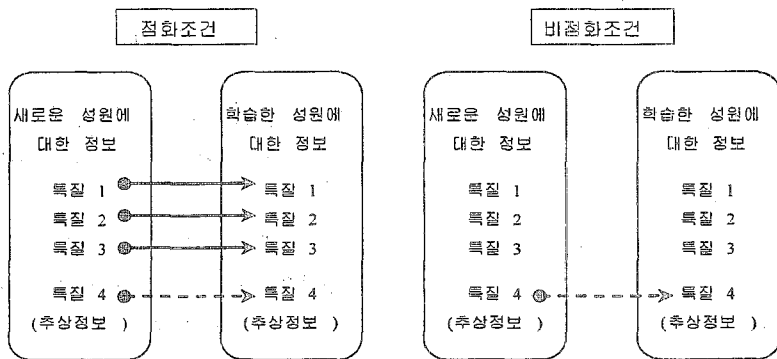 점화조건
비점화조건
새로운 성원에
대한 정보
특질 1
특질 2
특질 3
특질 4
(추상정보 )
학습한 성원에
대한 정보
특질 1
특질 2
특질 3
특질 4
(추상정보 )
새로운 성원에
대한 정보
특질 1
특질 2
특질 3
특질 4
(추상정보 )
학습한 성원에
대한 정보
특질 1
특질 2
특질 3
특질 4
(추상정보 )